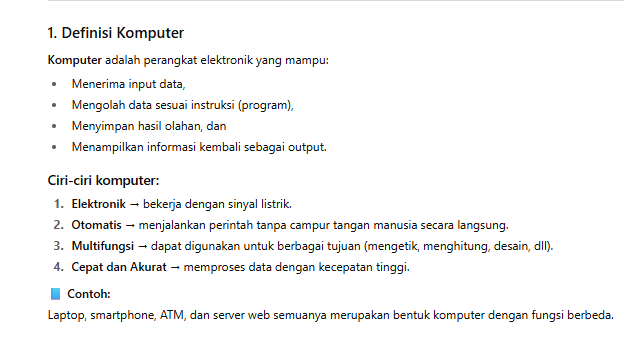 1. Definisi Komputer
Komputer adalah perangkat elektronik yang mampu:
• Menerima input data,
• Mengolah data sesuai instruksi (program),
• Menyimpan hasil olahan, dan
• Menampilkan informasi kembali sebagai output.
Ciri-ciri komputer:
1. Elektronik → bekerja dengan sinyal listrik.
2. Otomatis → menjalankan perintah tanpa campur tangan manusia secara langsung.
3. Multifungsi → dapat digunakan untuk berbagai tujuan (mengetik, menghitung, desain, dll).
4. Cepat dan Akurat → memproses data dengan kecepatan tinggi.
📘 Contoh:
Laptop, smartphone, ATM, dan server web semuanya merupakan bentuk komputer dengan fungsi berbeda.